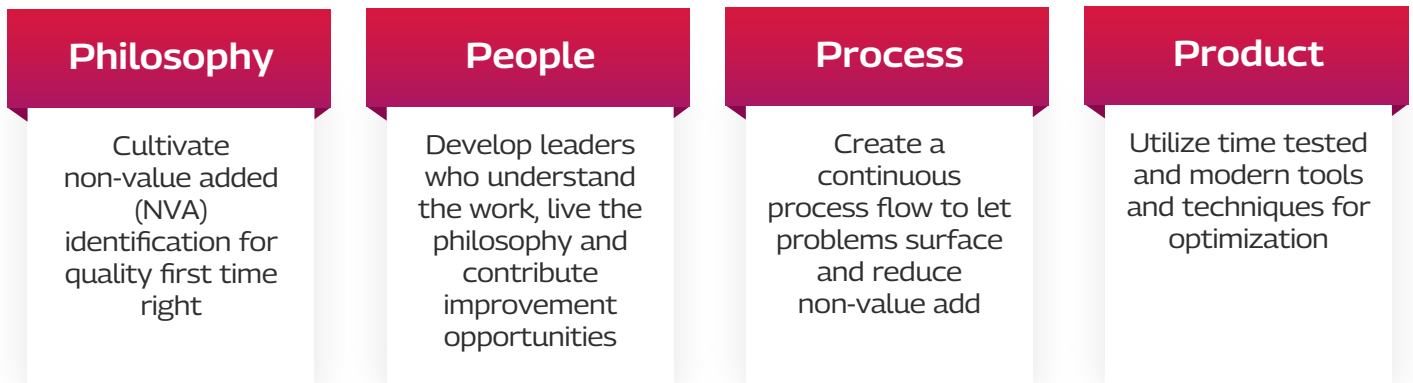 Philosophy
Cultivate
non-value added
(NVA)
identification for
quality first time
right
People
Develop leaders
who understand
the work, live the
philosophy and
contribute
improvement
opportunities
Process
Create a
continuous
process flow to let
problems surface
and reduce
non-value add
Product
Utilize time tested
and modern tools
and techniques for
optimization